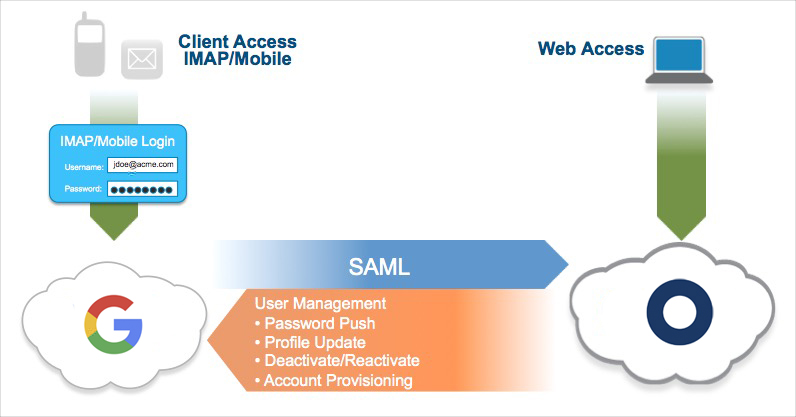 Client Access
IMAP/Mobile
Web Access
IMAP/Mobile Login
Username: jdoe@acme.com
Password: ●●●●●●●●
SAML
User Management
• Password Push
• Profile Update
• Deactivate/Reactivate
• Account Provisioning